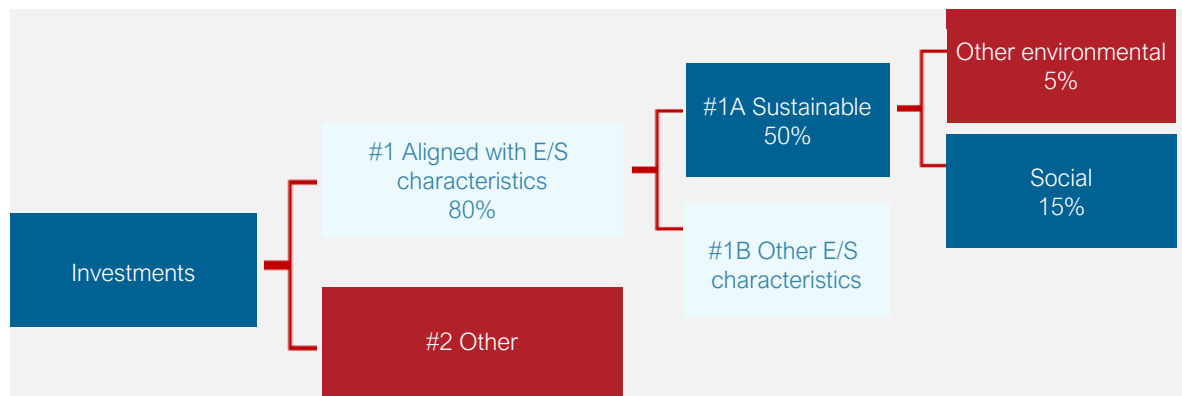 Investments
#1 Aligned with E/S
characteristics
80%
#2 Other
#1A Sustainable
50%
#1B Other E/S
characteristics
Other environmental
5%
Social
15%